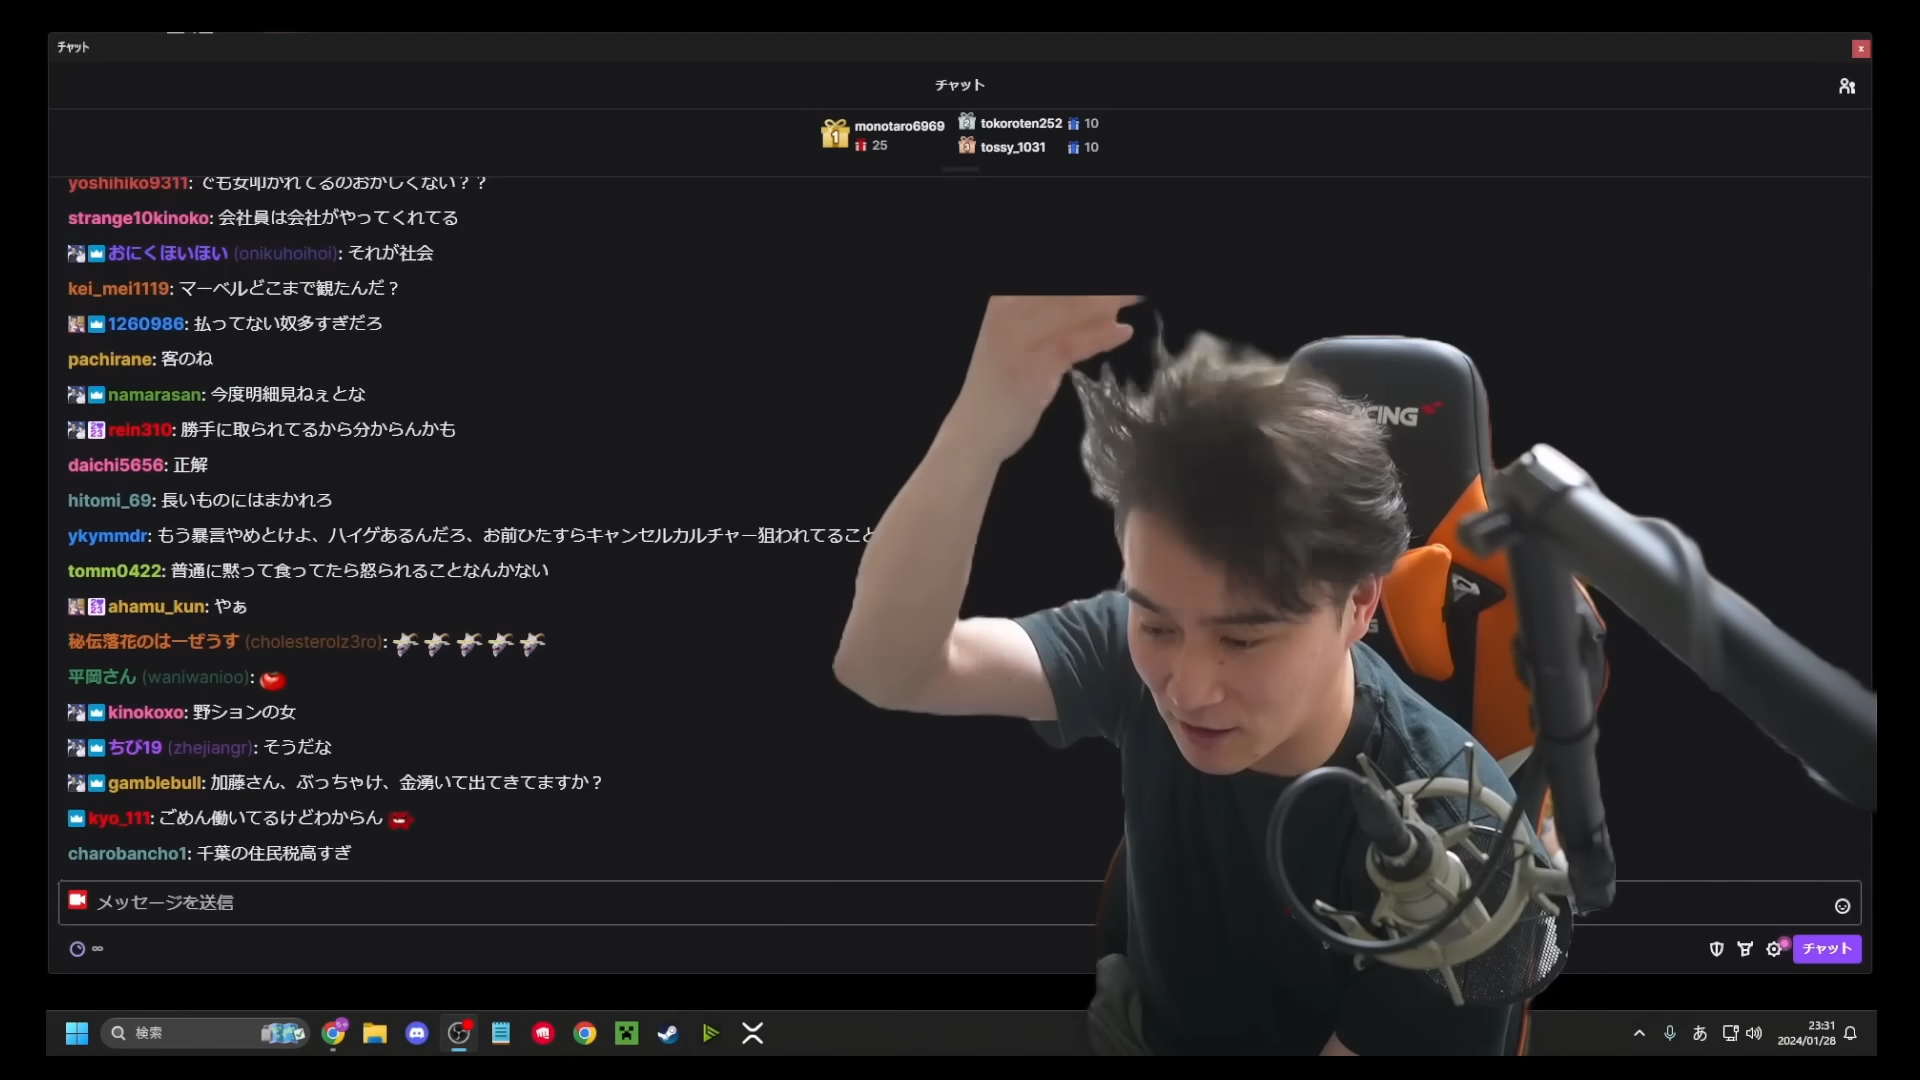 チャット
チャット
monotaro6969
25
tokoroten252 10
tossy_1031 10
yoshihiko9311: でも女叩かれてるのおかしくない？？
strange10kinoko: 会社員は会社がやってくれてる
おにくほいほい (onikuhoihoi): それが社会
kei_mei1119: マーベルどこまで観たんだ？
1260986: 払ってない奴多すぎだろ
pachirane: 客のね
namarasan: 今度明細見ねぇとな
rein310: 勝手に取られてるから分からんかも
daichi5656: 正解
hitomi_69: 長いものにはまかれろ
ykymmdr: もう暴言やめとけよ、ハイゲあるんだろ、お前ひたすらキャンセルカルチャー狙われてること
tomm0422: 普通に黙って食ってたら怒られることなんかない
ahamu_kun: やぁ
秘伝落花のはーぜうす (cholesterolz3ro):
平岡さん (waniwanioo):
kinokoxo: 野ションの女
ちび19 (zhejiangr): そうだな
gamblebull: 加藤さん、ぶっちゃけ、金湧いて出てきてますか？
kyo_111: ごめん働いてるけどわからん
charobancho1: 千葉の住民税高すぎ
メッセージを送信
∞
チャット
検索
あ
23:31
2024/01/28